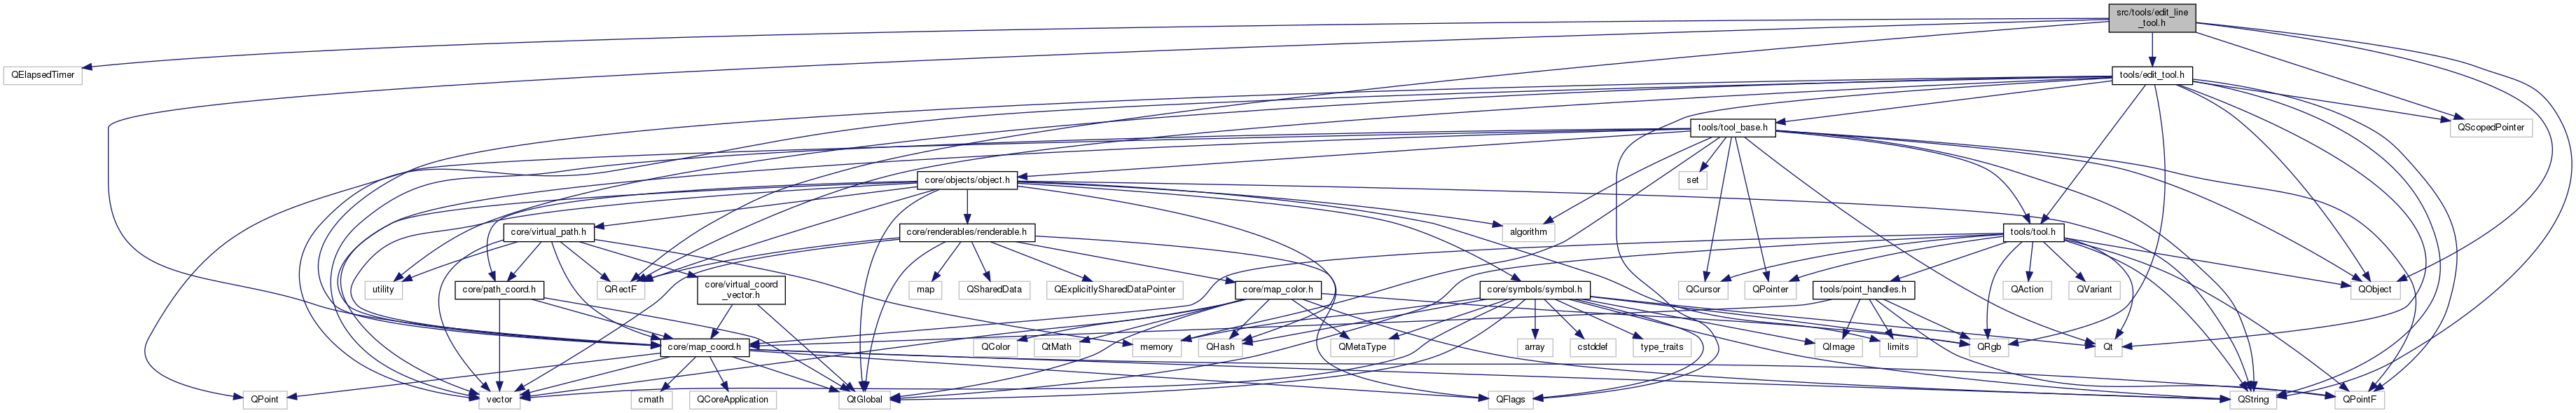 src/tools/edit_line
_tool.h
QElapsedTimer
tools/edit_tool.h
tools/tool_base.h
QScopedPointer
core/objects/object.h
set
core/virtual_path.h
core/renderables/renderable.h
algorithm
tools/tool.h
utility
core/path_coord.h
QRectF
core/virtual_coord
_vector.h
map
QSharedData
QExplicitlySharedDataPointer
core/map_color.h
core/symbols/symbol.h
QCursor
QPointer
tools/point_handles.h
QAction
QVariant
QObject
core/map_coord.h
QColor
QtMath
memory
QHash
QMetaType
array
cstddef
type_traits
QImage
limits
QRgb
Qt
QPoint
vector
cmath
QCoreApplication
QtGlobal
QFlags
QString
QPointF